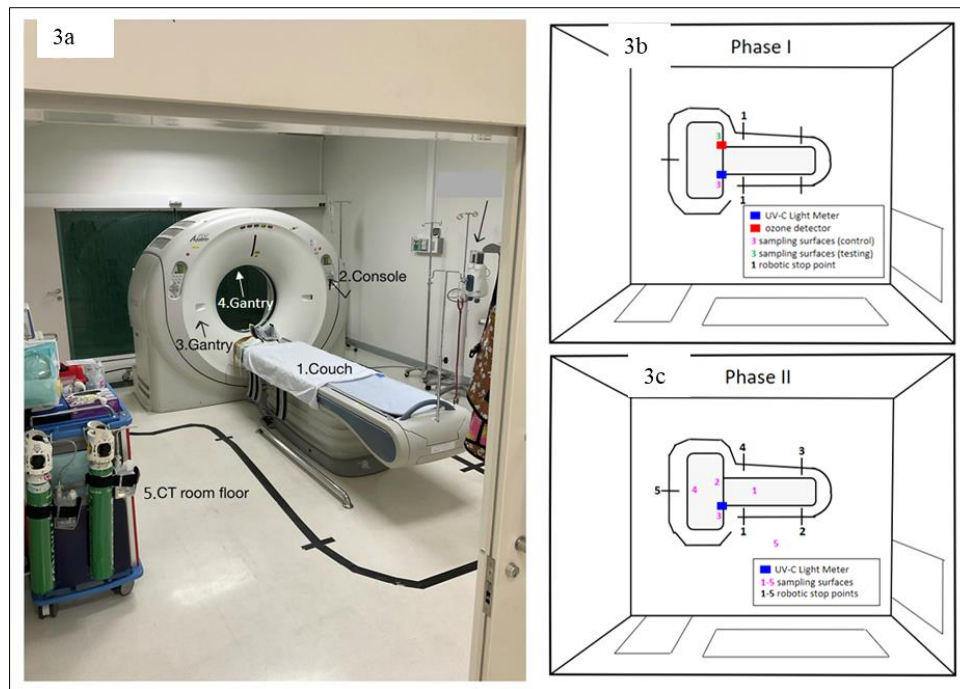 3a
2.Console
4.Gantry
3.Gantry
1.Couch
5.CT room floor
3b
Phase I
1
3
3
1
UV-C Light Meter
ozone detector
3 sampling surfaces (control)
3 sampling surfaces (testing)
1 robotic stop point
3c
Phase II
4
3
5
4
2
1
3
1
2
5
UV-C Light Meter
1-5 sampling surfaces
1-5 robotic stop points